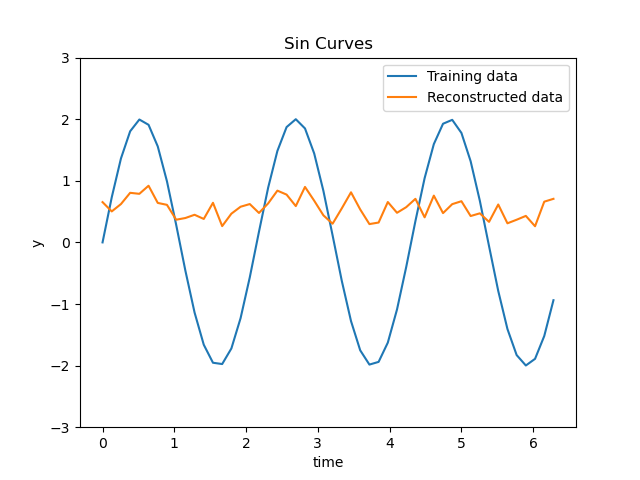 Sin Curves
Training data
Reconstructed data
3
2
1
0
−1
−2
−3
y
0 1 2 3 4 5 6
time